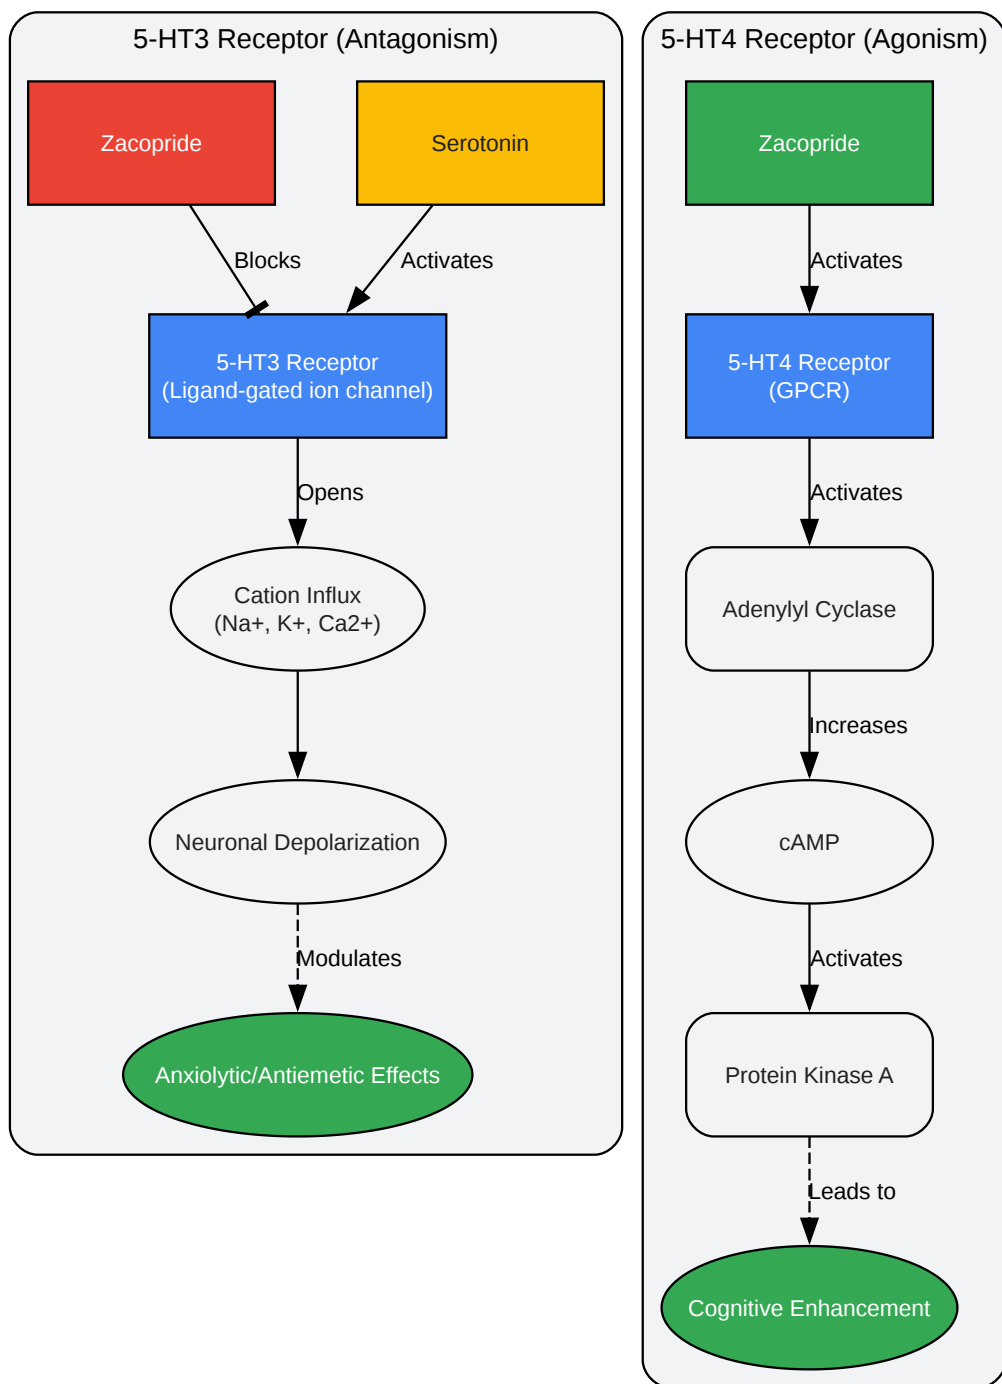 5-HT3 Receptor (Antagonism)
Zacopride
Serotonin
Blocks
Activates
5-HT3 Receptor
(Ligand-gated ion channel)
Opens
Cation Influx
(Na+, K+, Ca2+)
Neuronal Depolarization
Modulates
Anxiolytic/Antiemetic Effects
5-HT4 Receptor (Agonism)
Zacopride
Activates
5-HT4 Receptor
(GPCR)
Activates
Adenylyl Cyclase
Increases
cAMP
Activates
Protein Kinase A
Leads to
Cognitive Enhancement